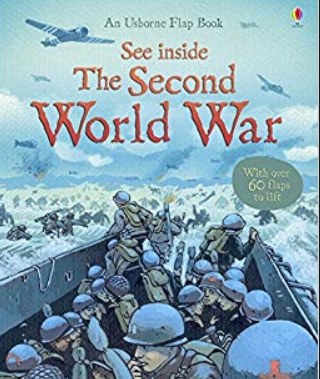 An Usborne Flap Book
See inside
The Second
World War
With over
60 flaps
to lift